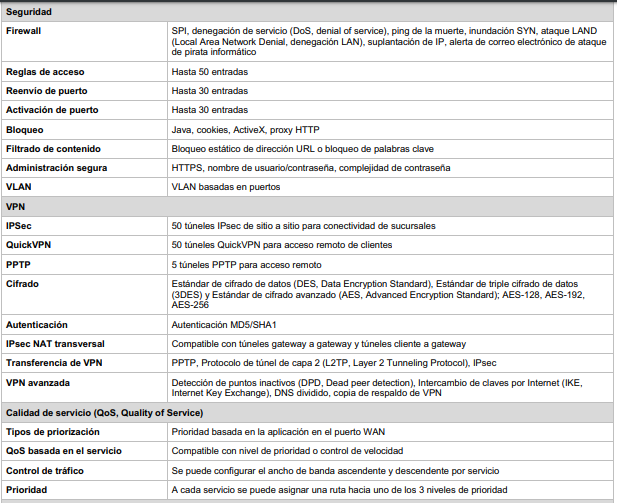 Seguridad
Firewall
SPI, denegación de servicio (DoS, denial of service), ping de la muerte, inundación SYN, ataque LAND
(Local Area Network Denial, denegación LAN), suplantación de IP, alerta de correo electrónico de ataque
de pirata informático
Reglas de acceso
Hasta 50 entradas
Reenvío de puerto
Hasta 30 entradas
Activación de puerto
Hasta 30 entradas
Bloqueo
Java, cookies, ActiveX, proxy HTTP
Filtrado de contenido
Bloqueo estático de dirección URL o bloqueo de palabras clave
Administración segura
HTTPS, nombre de usuario/contraseña, complejidad de contraseña
VLAN
VLAN basadas en puertos
VPN
IPSec
50 túneles IPsec de sitio a sitio para conectividad de sucursales
QuickVPN
50 túneles QuickVPN para acceso remoto de clientes
PPTP
5 túneles PPTP para acceso remoto
Cifrado
Estándar de cifrado de datos (DES, Data Encryption Standard), Estándar de triple cifrado de datos
(3DES) y Estándar de cifrado avanzado (AES, Advanced Encryption Standard); AES-128, AES-192,
AES-256
Autenticación
Autenticación MD5/SHA1
IPsec NAT transversal
Compatible con túneles gateway a gateway y túneles cliente a gateway
Transferencia de VPN
PPTP, Protocolo de túnel de capa 2 (L2TP, Layer 2 Tunneling Protocol), IPsec
VPN avanzada
Detección de puntos inactivos (DPD, Dead peer detection), Intercambio de claves por Internet (IKE,
Internet Key Exchange), DNS dividido, copia de respaldo de VPN
Calidad de servicio (QoS, Quality of Service)
Tipos de priorización
Prioridad basada en la aplicación en el puerto WAN
QoS basada en el servicio
Compatible con nivel de prioridad o control de velocidad
Control de tráfico
Se puede configurar el ancho de banda ascendente y descendente por servicio
Prioridad
A cada servicio se puede asignar una ruta hacia uno de los 3 niveles de prioridad